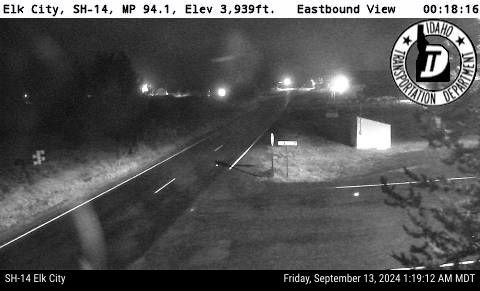 Elk City, SH-14, MP 94.1, Elev 3,939ft. Eastbound View 00:18:16
IDAHO
TRANSPORTATION DEPARTMENT
SH-14 Elk City Friday, September 13, 2024 1:19:12 AM MDT